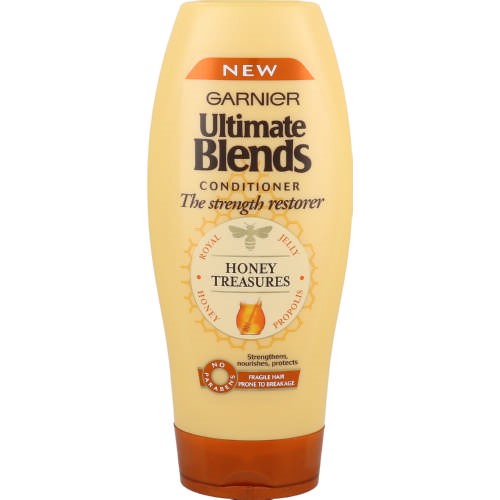 NEW
GARNIER
Ultimate
Blends
CONDITIONER
The strength restorer
ROYAL JELLY
HONEY
TREASURES
HONEY PROPOLIS
Strengthens,
nourishes, protects
NO PARABENS
FRAGILE HAIR
PRONE TO BREAKAGE